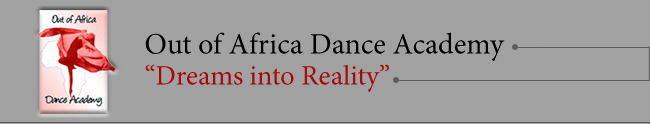 Out of Africa
Dance Academy
Out of Africa Dance Academy
“Dreams into Reality”